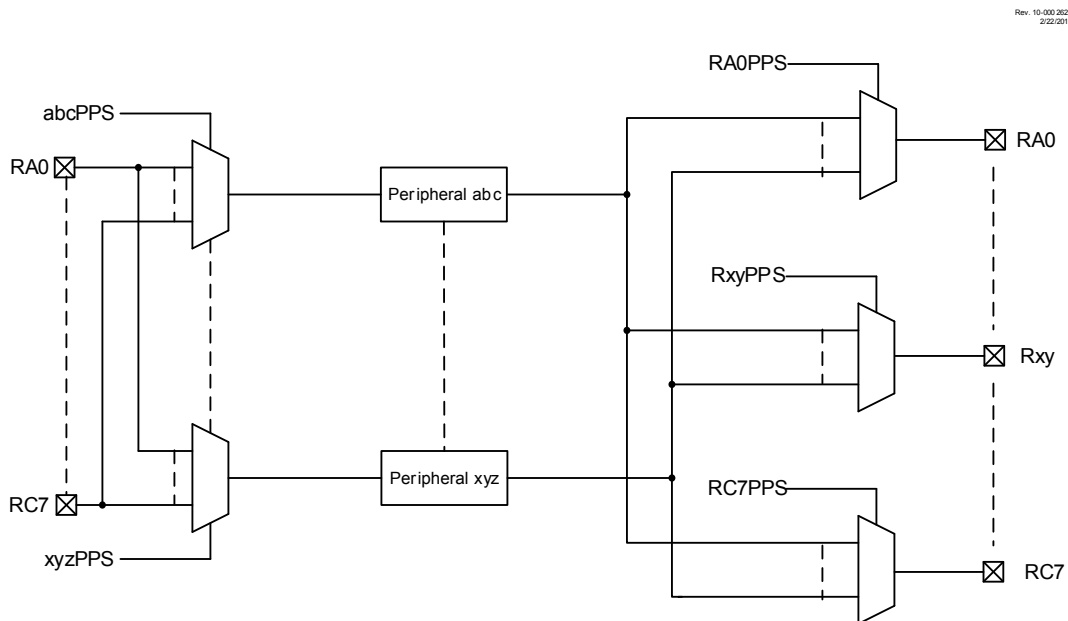 Rev. 10-000 262
2/22/201
RA0PPS
abcPPS
RA0
Peripheral abc
RA0
RxyPPS
Rxy
Peripheral xyz
RC7PPS
RC7
xyzPPS
RC7